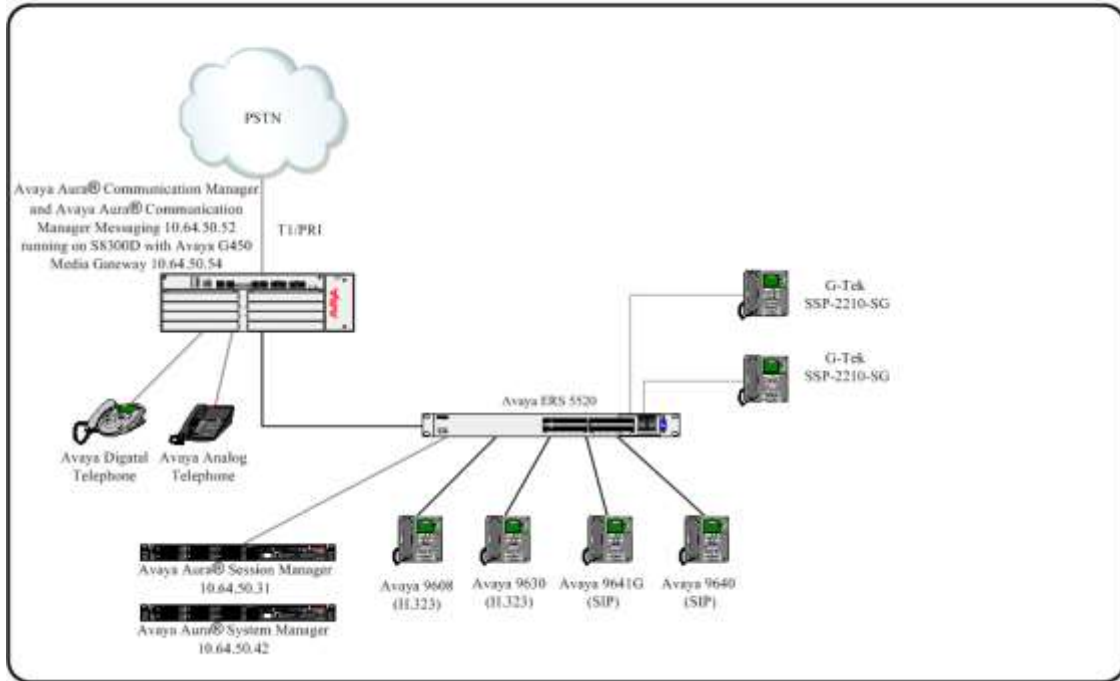 PSTN
Avaya Aura® Communication Manager
and Avaya Aura® Communication
Manager Messaging 10.64.50.52
running on S8300D with Avaya G450
Media Gateway 10.64.50.54
T1/PRI
AVAYA
G-Tek
SSP-2210-SG
G-Tek
SSP-2210-SG
Avaya ERS 5520
Avaya Digatal
Telephone
Avaya Analog
Telephone
Avaya Aura® Session Manager
10.64.50.31
Avaya Aura® System Manager
10.64.50.42
Avaya 9608
(H.323)
Avaya 9630
(H.323)
Avaya 9641G
(SIP)
Avaya 9640
(SIP)